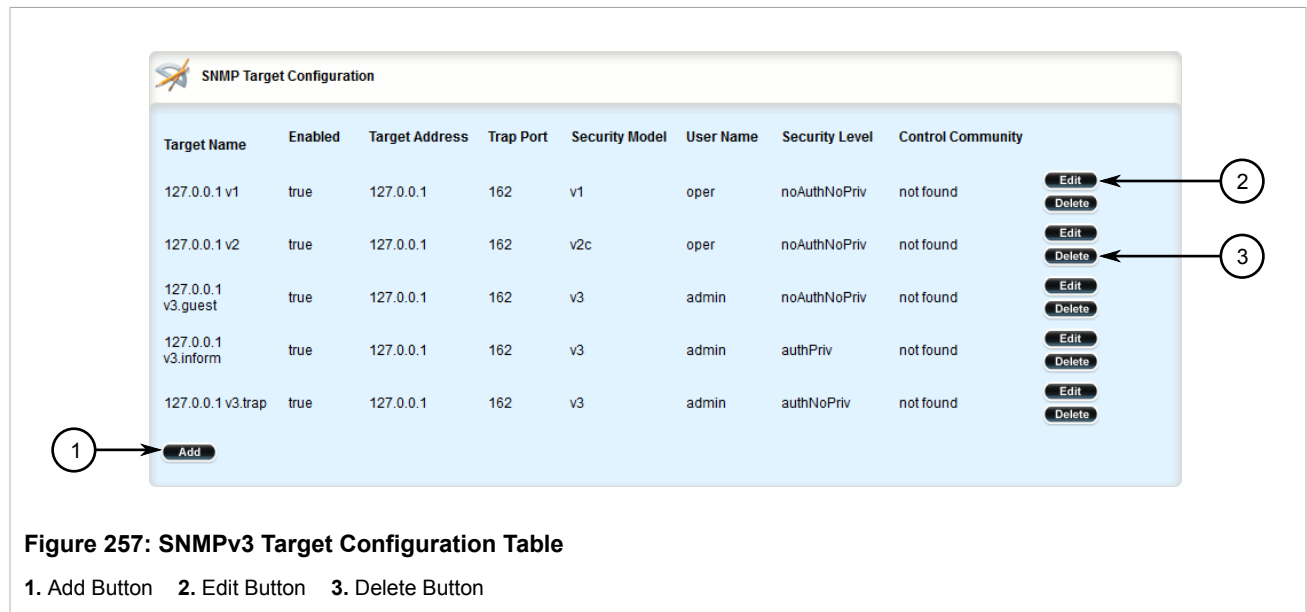 SNMP Target Configuration
Target Name Enabled Target Address Trap Port Security Model User Name Security Level Control Community
127.0.0.1 v1 true 127.0.0.1 162 v1 oper noAuthNoPriv not found Edit
Delete
2
127.0.0.1 v2 true 127.0.0.1 162 v2c oper noAuthNoPriv not found Edit
Delete
3
127.0.0.1
v3.guest true 127.0.0.1 162 v3 admin noAuthNoPriv not found Edit
Delete
127.0.0.1
v3.inform true 127.0.0.1 162 v3 admin authPriv not found Edit
Delete
127.0.0.1 v3.trap true 127.0.0.1 162 v3 admin authNoPriv not found Edit
Delete
1 Add
Figure 257: SNMPv3 Target Configuration Table
1. Add Button 2. Edit Button 3. Delete Button